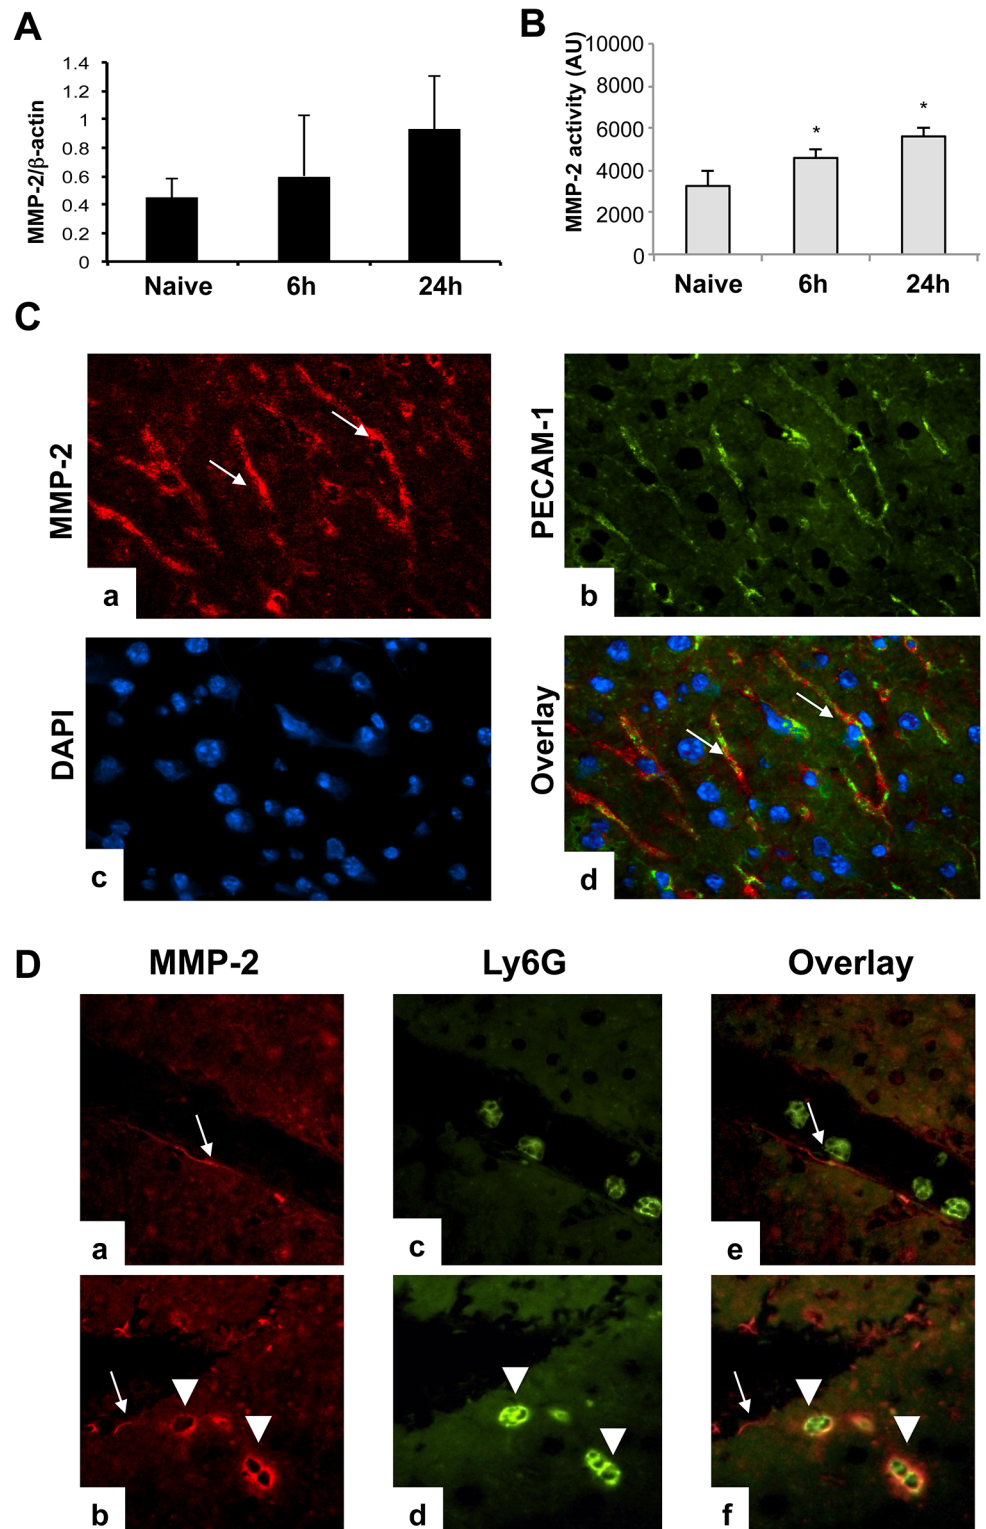 A
MMP-2/β-actin
1.4
1.2
1
0.8
0.6
0.4
0.2
0
Naive 6h 24h
B
MMP-2 activity (AU)
10000
8000
6000
4000
2000
0
* *
Naive 6h 24h
C
MMP-2
a
PECAM-1
b
DAPI
c
Overlay
d
D
MMP-2 Ly6G Overlay
a c e
b d f